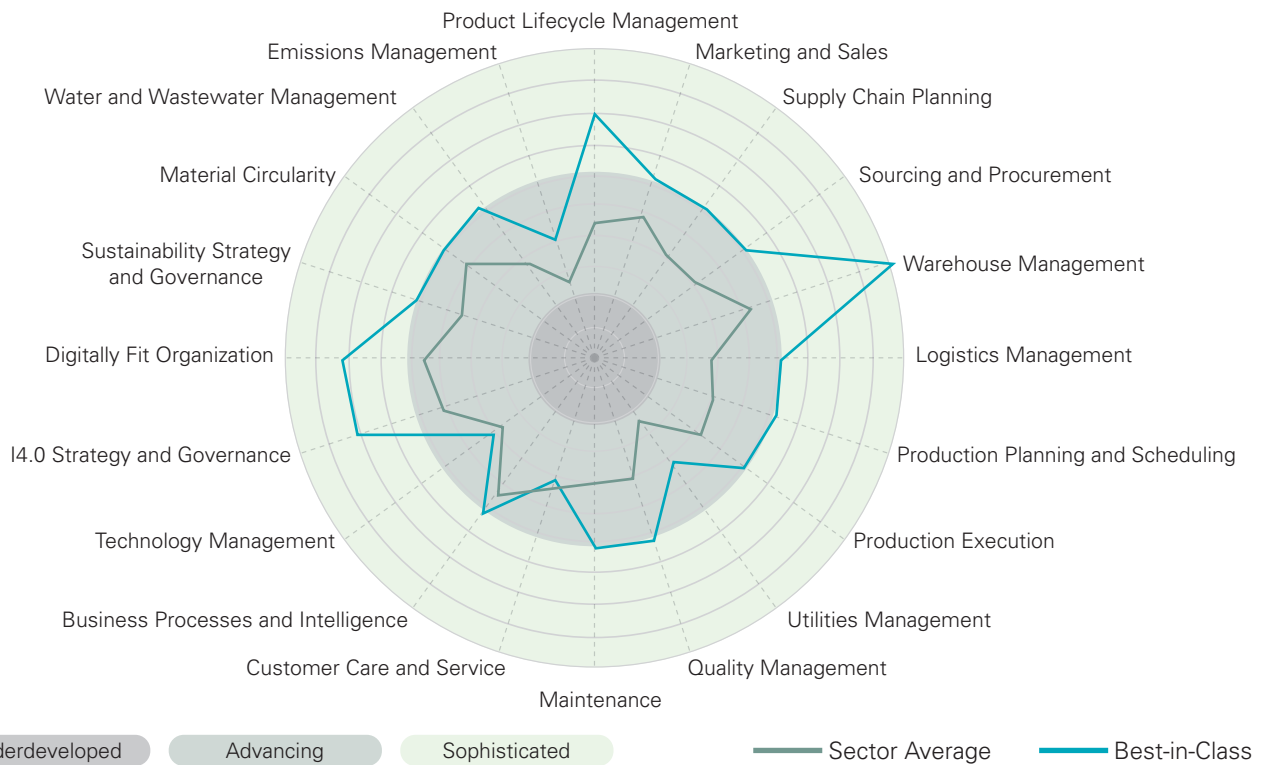 Product Lifecycle Management
Emissions Management
Marketing and Sales
Water and Wastewater Management
Supply Chain Planning
Material Circularity
Sourcing and Procurement
Sustainability Strategy
and Governance
Warehouse Management
Digitally Fit Organization
Logistics Management
I4.0 Strategy and Governance
Production Planning and Scheduling
Technology Management
Production Execution
Business Processes and Intelligence
Utilities Management
Customer Care and Service
Quality Management
Maintenance
derdeveloped
Advancing
Sophisticated
Sector Average
Best-in-Class